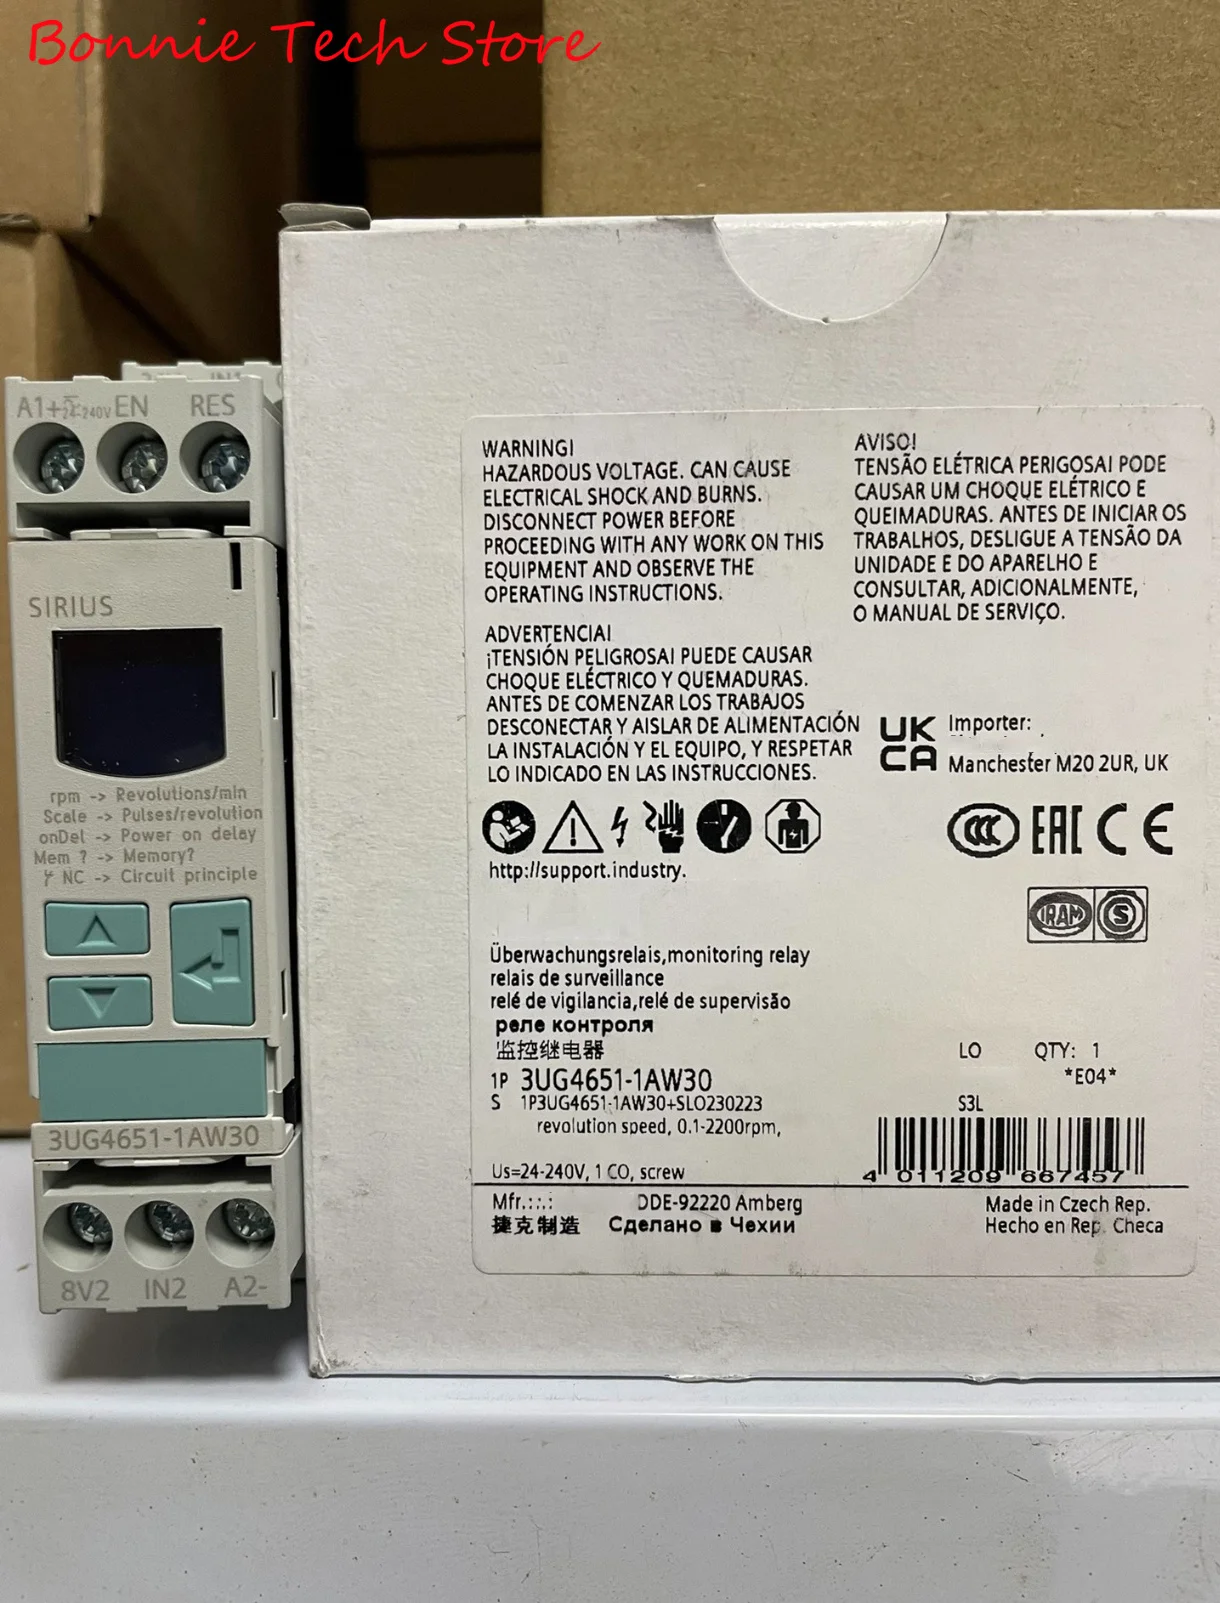 Bonnie Tech Store
A1+ 24-240V EN RES
SIRIUS
rpm -> Revolutions/min
Scale -> Pulses/revolution
onDel -> Power on delay
Mem ? -> Memory?
NC -> Circuit principle
3UG4651-1AW30
8V2 IN2 A2-
WARNING!
HAZARDOUS VOLTAGE. CAN CAUSE
ELECTRICAL SHOCK AND BURNS.
DISCONNECT POWER BEFORE
PROCEEDING WITH ANY WORK ON THIS
EQUIPMENT AND OBSERVE THE
OPERATING INSTRUCTIONS.
ADVERTENCIA!
¡TENSIÓN PELIGROSA! PUEDE CAUSAR
CHOQUE ELÉCTRICO Y QUEMADURAS.
ANTES DE COMENZAR LOS TRABAJOS
DESCONECTAR Y AISLAR DE ALIMENTACIÓN
LA INSTALACIÓN Y EL EQUIPO, Y RESPETAR
LO INDICADO EN LAS INSTRUCCIONES.
AVISO!
TENSÃO ELÉTRICA PERIGOSA! PODE
CAUSAR UM CHOQUE ELÉTRICO E
QUEIMADURAS. ANTES DE INICIAR OS
TRABALHOS, DESLIGUE A TENSÃO DA
UNIDADE E DO APARELHO E
CONSULTAR, ADICIONALMENTE,
O MANUAL DE SERVIÇO.
UK
CA
Importer:
Manchester M20 2UR, UK
CCC EAC CE
IRAM S
http://support.industry.
Überwachungsrelais,monitoring relay
relais de surveillance
relé de vigilancia,relé de supervisão
реле контроля
监控继电器
1P 3UG4651-1AW30
S 1P3UG4651-1AW30+SLO230223
revolution speed, 0.1-2200rpm,
LO QTY: 1
*E04*
S3L
4 011209 667457
Us=24-240V, 1 CO, screw
Mfr.:.:.: DDE-92220 Amberg
捷克制造 Сделано в Чехии
Made in Czech Rep.
Hecho en Rep. Checa